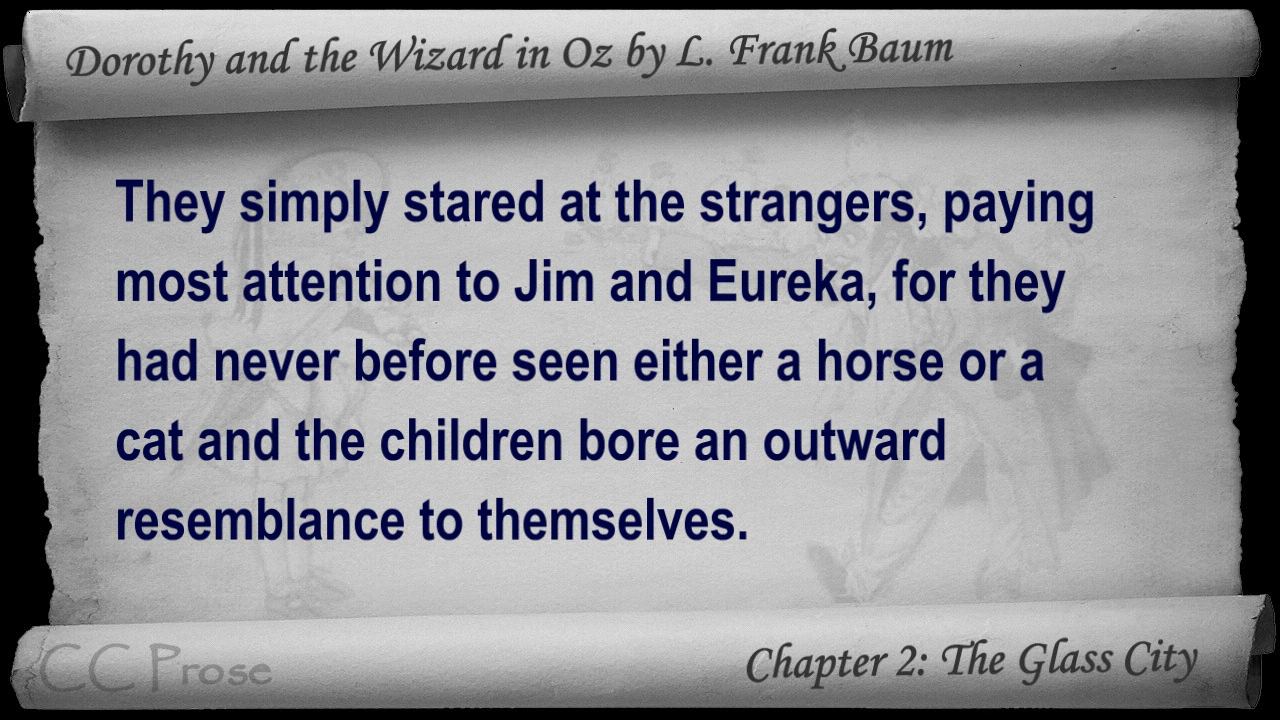 Dorothy and the Wizard in Oz by L. Frank Baum
They simply stared at the strangers, paying
most attention to Jim and Eureka, for they
had never before seen either a horse or a
cat and the children bore an outward
resemblance to themselves.
CC Prose
Chapter 2: The Glass City